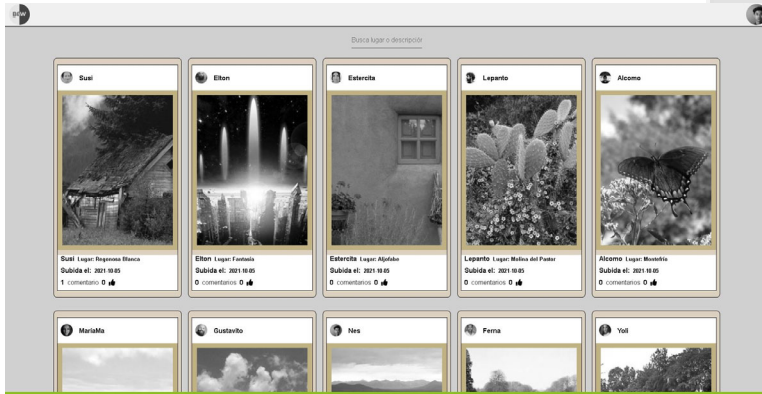 B&W
Busca lugar o descripción
Susi
Elton
Estercita
Lepanto
Alcomo
Susi Lugar: Roguenosa Blanca
Elton Lugar: Fantasía
Estercita Lugar: Aljofabe
Lepanto Lugar: Molina del Pastor
Alcomo Lugar: Montefrío
Subida el: 2021-10-05
Subida el: 2021-10-05
Subida el: 2021-10-05
Subida el: 2021-10-05
Subida el: 2021-10-05
1 comentario 0
0 comentarios 0
0 comentarios 0
0 comentarios 0
0 comentarios 0
MariaMa
Gustavito
Nes
Ferna
Yoli